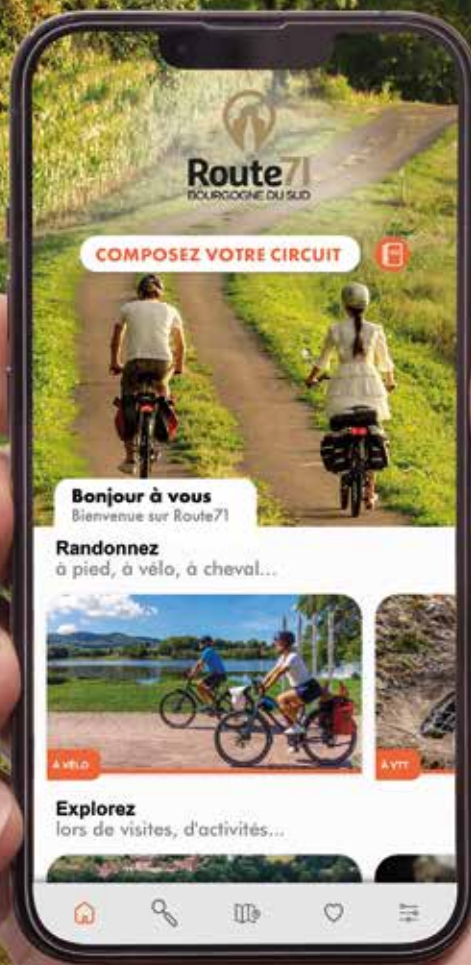 Route71
BOURGOGNE DU SUD
COMPOSEZ VOTRE CIRCUIT
Bonjour à vous
Bienvenue sur Route71
Randonnez
à pied, à vélo, à cheval...
À VÉLO
À VTT
Explorez
lors de visites, d'activités...